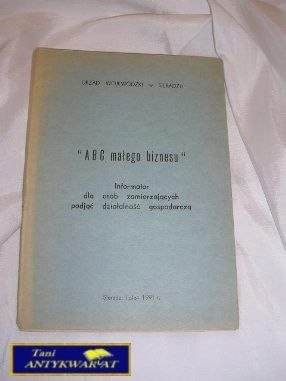 URZĄD WOJEWÓDZKI w SIERADZU
"ABC małego biznesu"
Informator
dla osób zamierzających
podjąć działalność gospodarczą
Sieradz, 1991 r.
Tani
ANTYKWARIAT